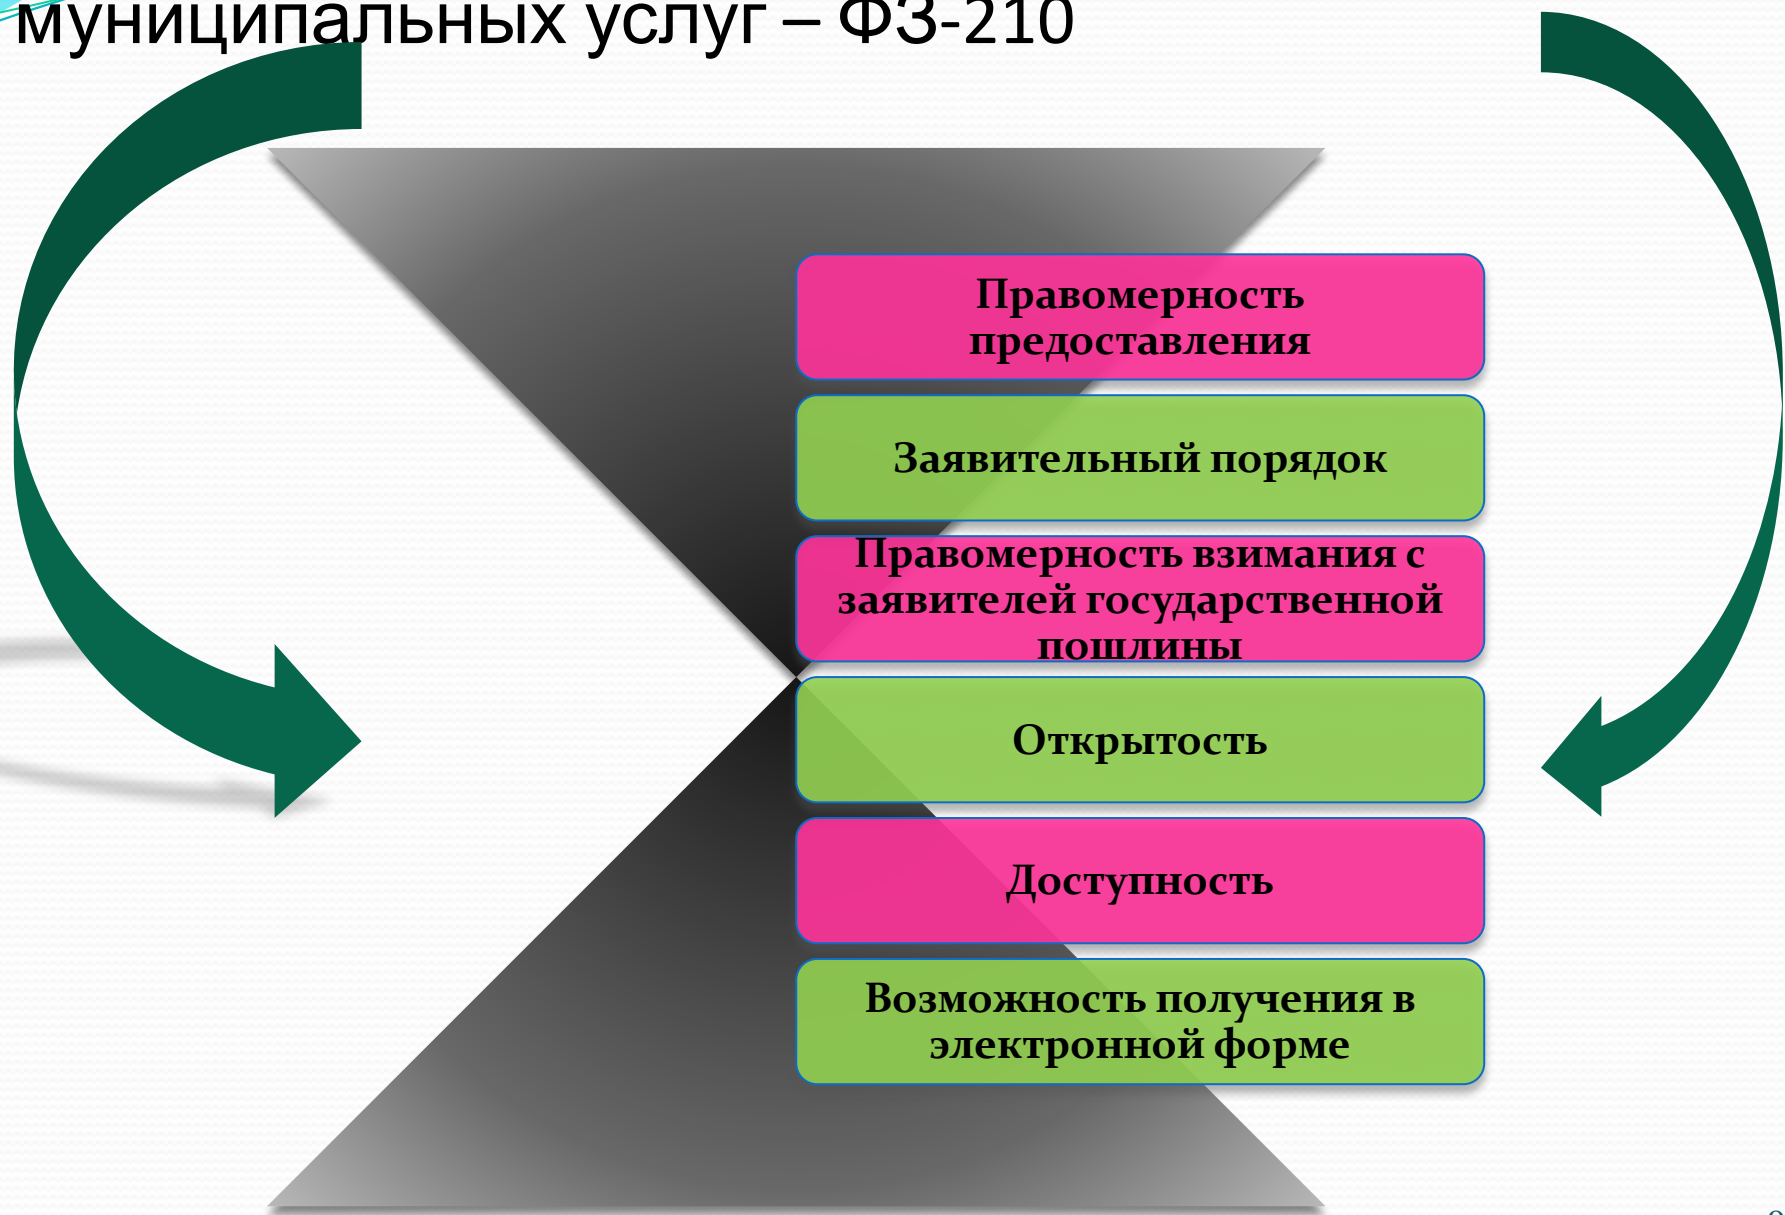 муниципальных услуг – ФЗ-210
Правомерность
предоставления
Заявительный порядок
Правомерность взимания с
заявителей государственной
пошлины
Открытость
Доступность
Возможность получения в
электронной форме